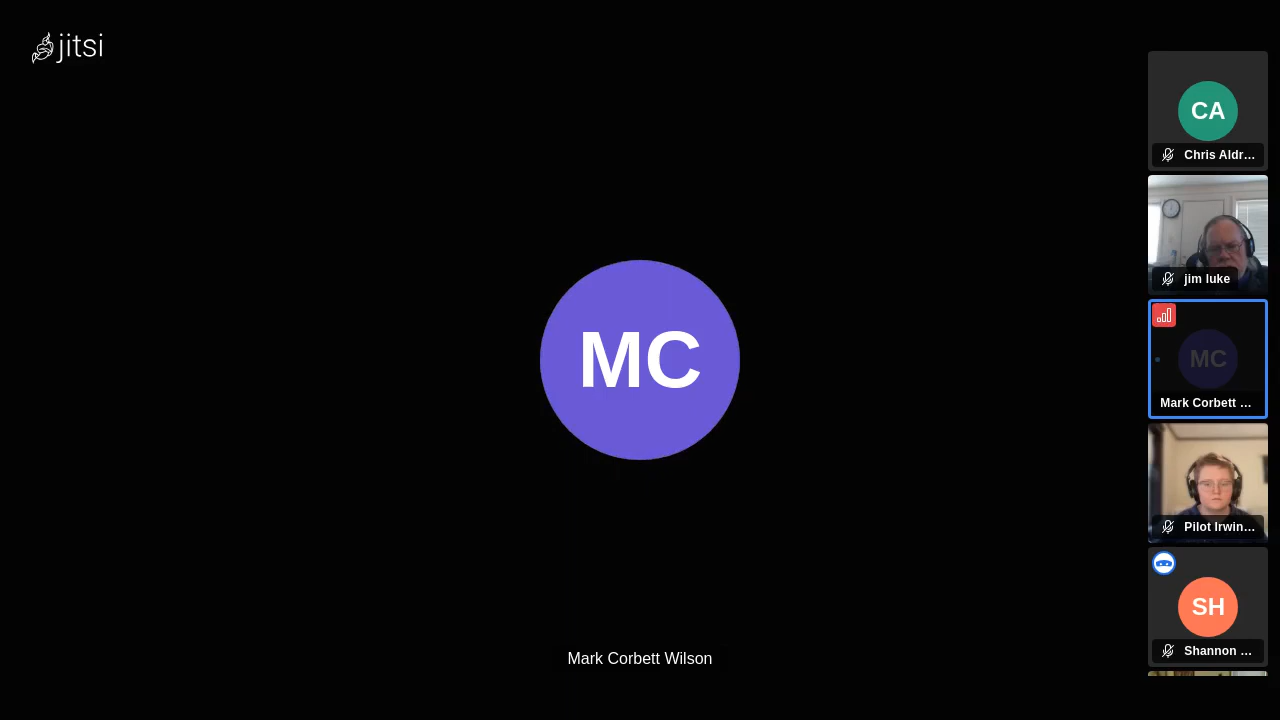 jitsi
MC
Mark Corbett Wilson
CA
Chris Aldr...
jim luke
MC
Mark Corbett ...
Pilot Irwin...
SH
Shannon ...